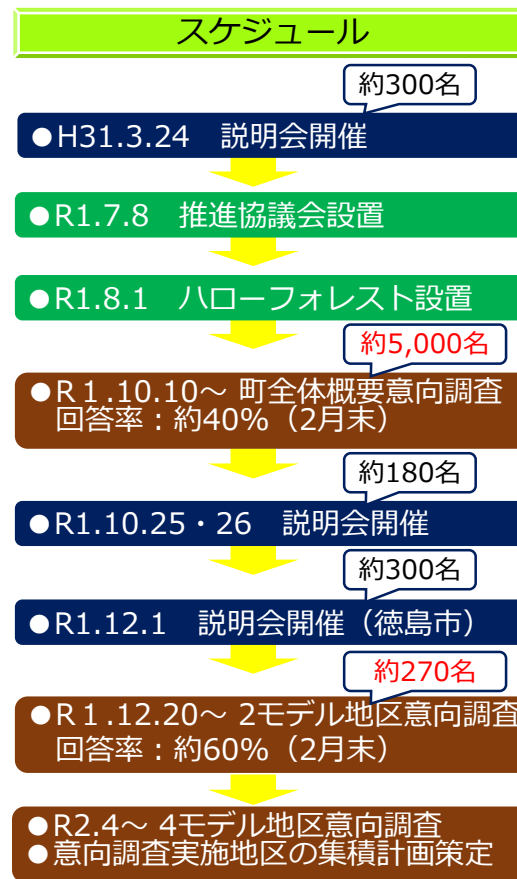 スケジュール
約300名
●H31.3.24 説明会開催
●R1.7.8 推進協議会設置
●R1.8.1 ハローフォレスト設置
約5,000名
●R１.10.10～ 町全体概要意向調査
回答率：約40%（2月末）
約180名
●R1.10.25・26 説明会開催
約300名
●R1.12.1 説明会開催（徳島市）
約270名
●R１.12.20～ 2モデル地区意向調査
回答率：約60%（2月末）
●R2.4～ 4モデル地区意向調査
●意向調査実施地区の集積計画策定